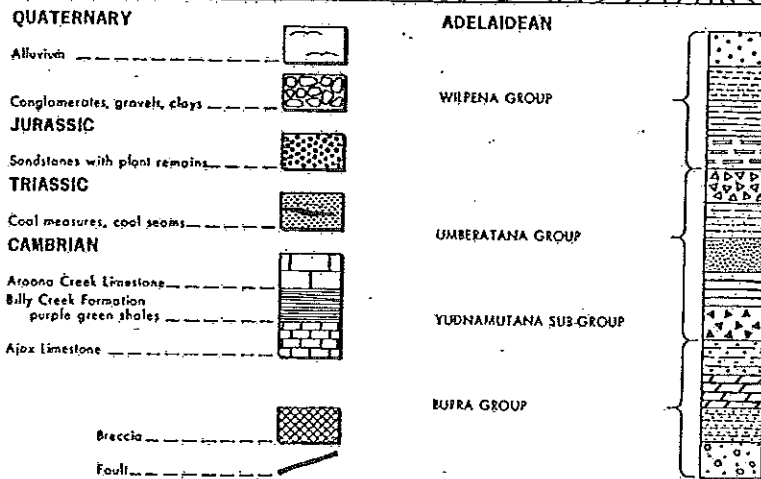 QUATERNARY
Alluvium
Conglomerates, gravels, clays
JURASSIC
Sandstones with plant remains
TRIASSIC
Coal measures, coal seams
CAMBRIAN
Aroona Creek Limestone
Billy Creek Formation
purple green shales
Ajax Limestone
Breccia
Fault
ADELAIDEAN
WILPENA GROUP
UMBERATANA GROUP
YUDNAMUTANA SUB-GROUP
BURRA GROUP